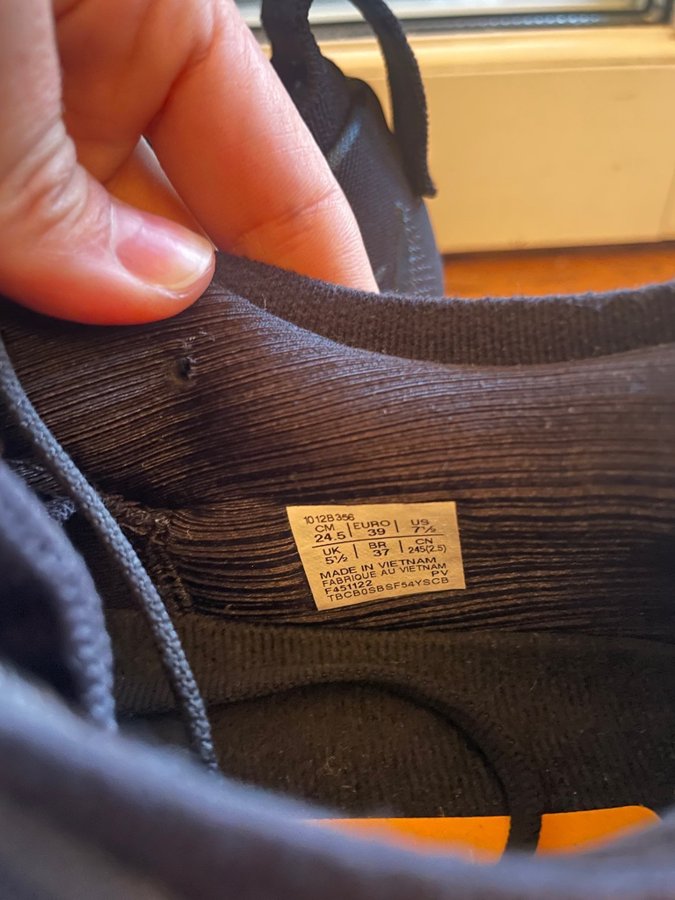 1012B356
CM EURO US
24.5 39 7½
UK BR CN
5½ 37 245(2.5)
MADE IN VIETNAM
FABRIQUE AU VIETNAM
F451122 PV
TBCB0SBSF54YSCB